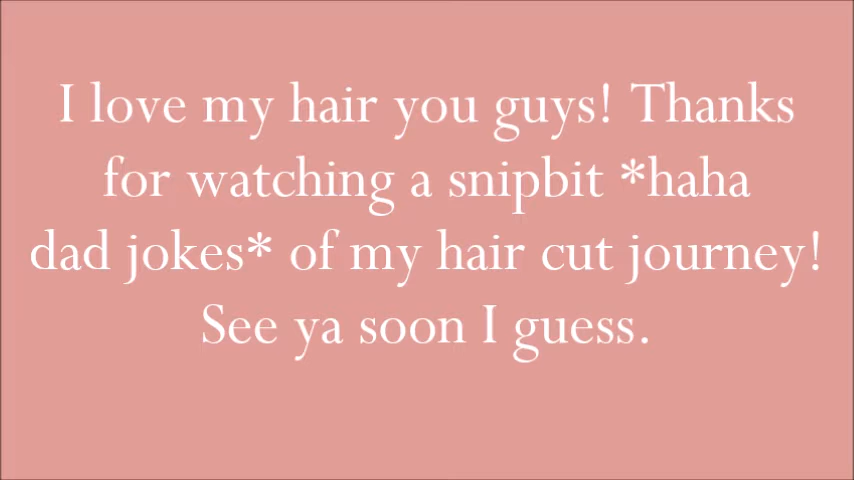 I love my hair you guys! Thanks
for watching a snipbit *haha
dad jokes* of my hair cut journey!
See ya soon I guess.